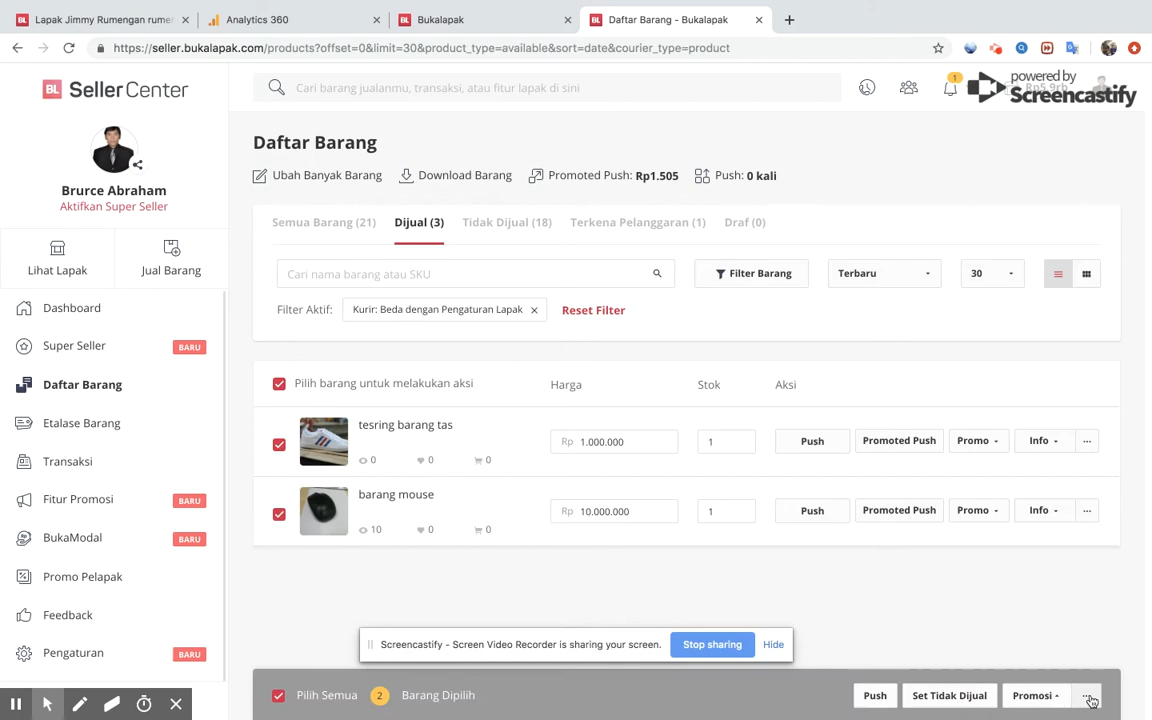 Lapak Jimmy Rumengan rumen
Analytics 360
Bukalapak
Daftar Barang - Bukalapak
https://seller.bukalapak.com/products?offset=0&limit=30&product_type=available&sort=date&courier_type=product
BL SellerCenter
Cari barang jualanmu, transaksi, atau fitur lapak di sini
1
powered by
Screencastify
Brurce Abraham
Aktifkan Super Seller
Lihat Lapak
Jual Barang
Dashboard
Super Seller BARU
Daftar Barang
Etalase Barang
Transaksi
Fitur Promosi BARU
BukaModal BARU
Promo Pelapak
Feedback
Pengaturan BARU
Daftar Barang
Ubah Banyak Barang Download Barang Promoted Push: Rp1.505 Push: 0 kali
Semua Barang (21) Dijual (3) Tidak Dijual (18) Terkena Pelanggaran (1) Draf (0)
Cari nama barang atau SKU Filter Barang Terbaru 30
Filter Aktif: Kurir: Beda dengan Pengaturan Lapak Reset Filter
Pilih barang untuk melakukan aksi Harga Stok Aksi
tesring barang tas
Rp 1.000.000 1 Push Promoted Push Promo Info ...
0 0 0
barang mouse
Rp 10.000.000 1 Push Promoted Push Promo Info ...
10 0 0
Screencastify - Screen Video Recorder is sharing your screen. Stop sharing Hide
Pilih Semua 2 Barang Dipilih Push Set Tidak Dijual Promosi ...